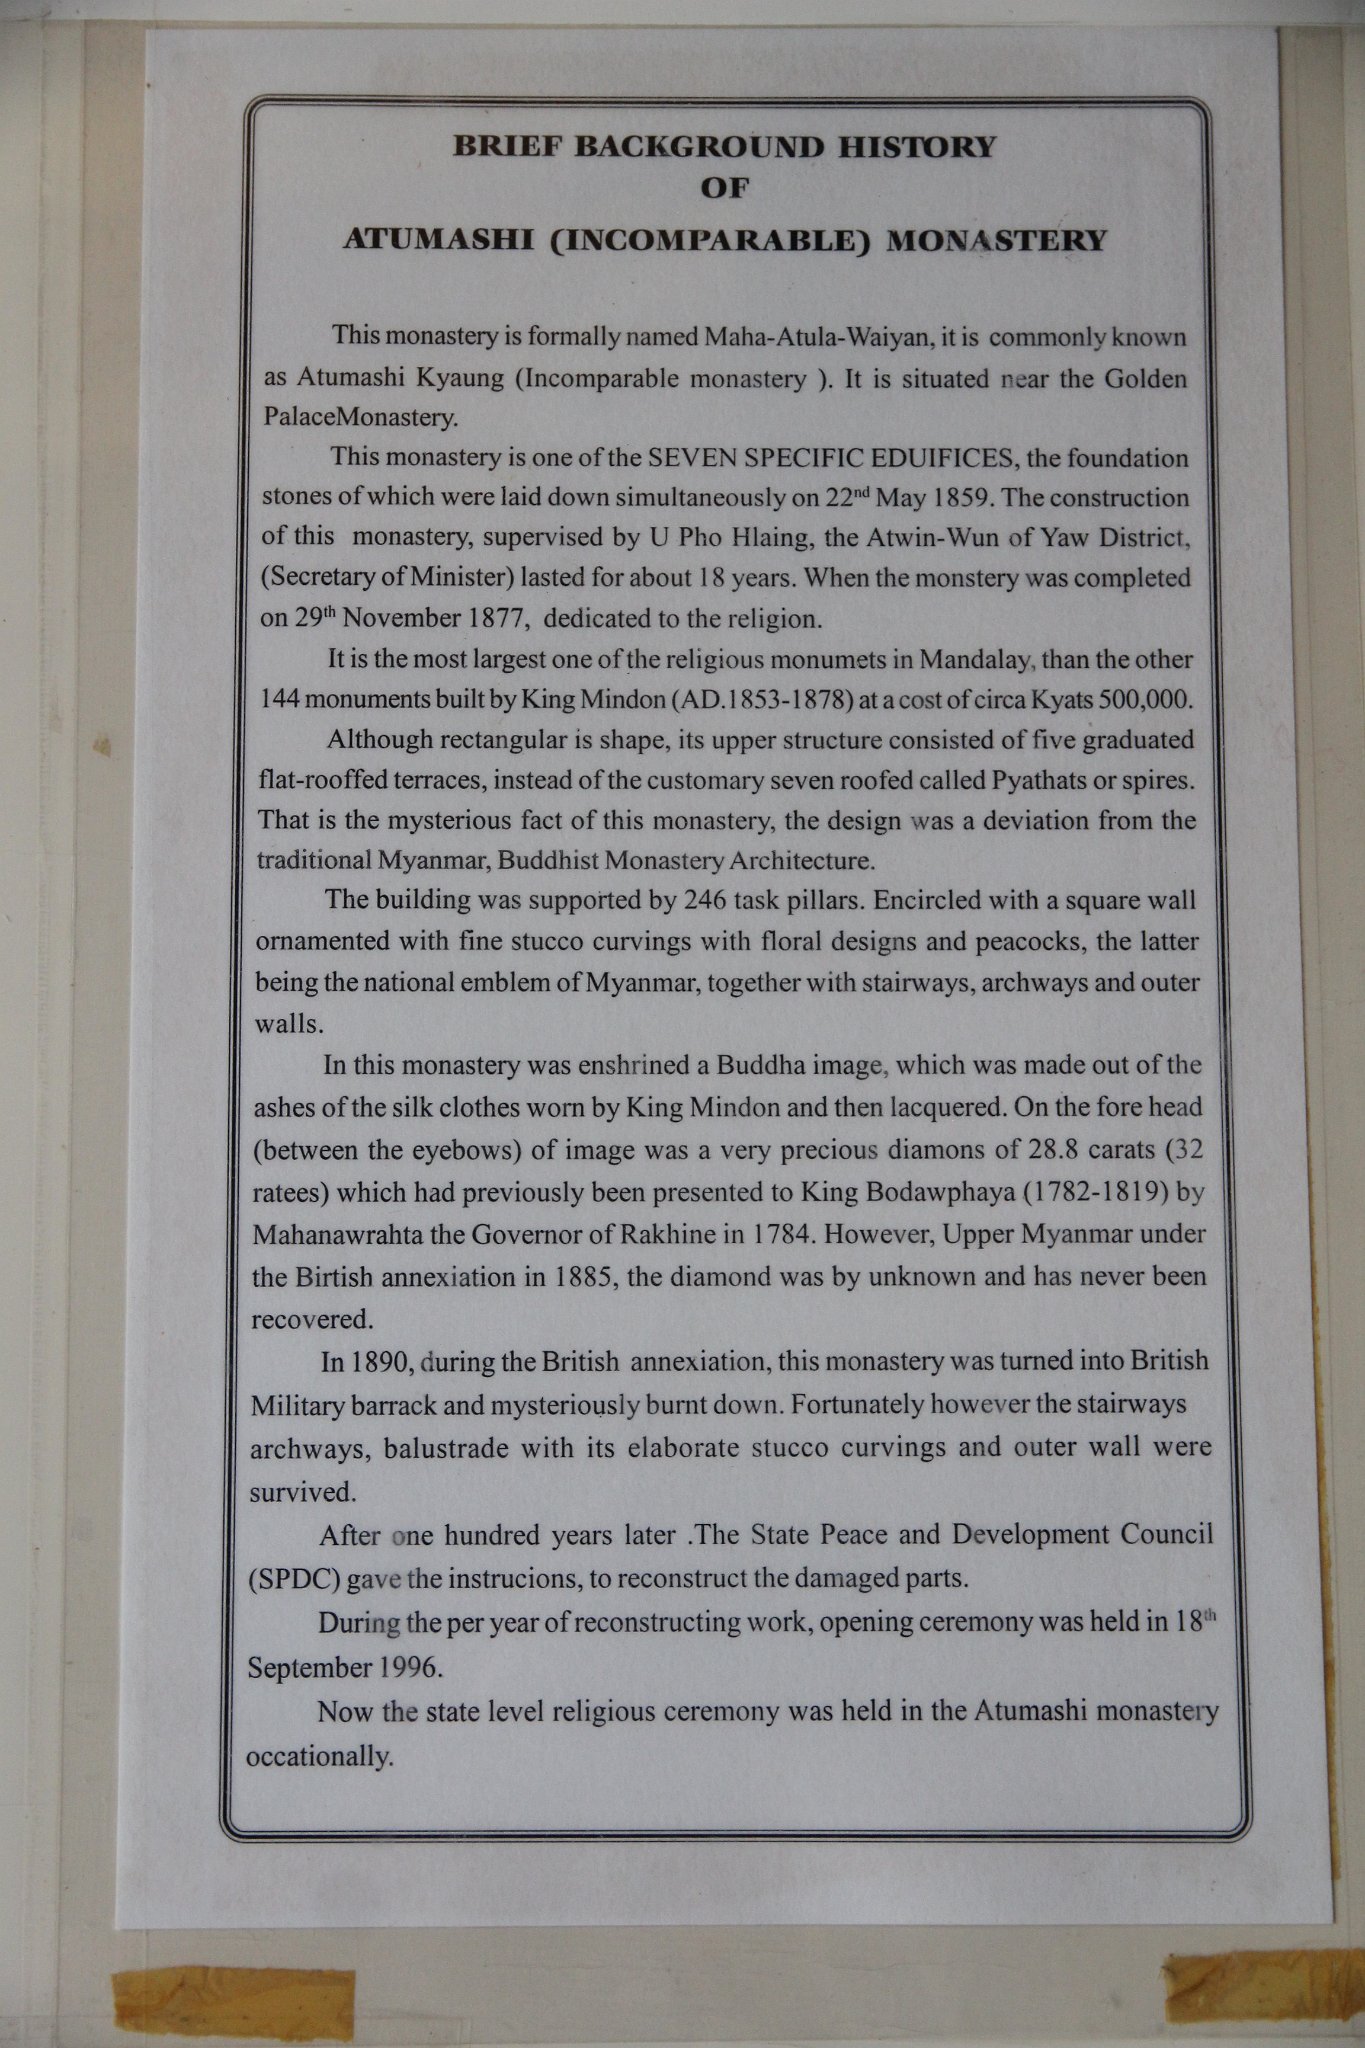 BRIEF BACKGROUND HISTORY
OF
ATUMASHI (INCOMPARABLE) MONASTERY
This monastery is formally named Maha-Atula-Waiyan, it is commonly known
as Atumashi Kyaung (Incomparable monastery ). It is situated near the Golden
PalaceMonastery.
This monastery is one of the SEVEN SPECIFIC EDUIFICES, the foundation
stones of which were laid down simultaneously on 22nd May 1859. The construction
of this monastery, supervised by U Pho Hlaing, the Atwin-Wun of Yaw District,
(Secretary of Minister) lasted for about 18 years. When the monstery was completed
on 29th November 1877, dedicated to the religion.
It is the most largest one of the religious monumets in Mandalay, than the other
144 monuments built by King Mindon (AD.1853-1878) at a cost of circa Kyats 500,000.
Although rectangular is shape, its upper structure consisted of five graduated
flat-rooffed terraces, instead of the customary seven roofed called Pyathats or spires.
That is the mysterious fact of this monastery, the design was a deviation from the
traditional Myanmar, Buddhist Monastery Architecture.
The building was supported by 246 task pillars. Encircled with a square wall
ornamented with fine stucco curvings with floral designs and peacocks, the latter
being the national emblem of Myanmar, together with stairways, archways and outer
walls.
In this monastery was enshrined a Buddha image, which was made out of the
ashes of the silk clothes worn by King Mindon and then lacquered. On the fore head
(between the eyebows) of image was a very precious diamons of 28.8 carats (32
ratees) which had previously been presented to King Bodawphaya (1782-1819) by
Mahanawrahta the Governor of Rakhine in 1784. However, Upper Myanmar under
the Birtish annexiation in 1885, the diamond was by unknown and has never been
recovered.
In 1890, during the British annexiation, this monastery was turned into British
Military barrack and mysteriously burnt down. Fortunately however the stairways
archways, balustrade with its elaborate stucco curvings and outer wall were
survived.
After one hundred years later .The State Peace and Development Council
(SPDC) gave the instrucions, to reconstruct the damaged parts.
During the per year of reconstructing work, opening ceremony was held in 18th
September 1996.
Now the state level religious ceremony was held in the Atumashi monastery
occationally.